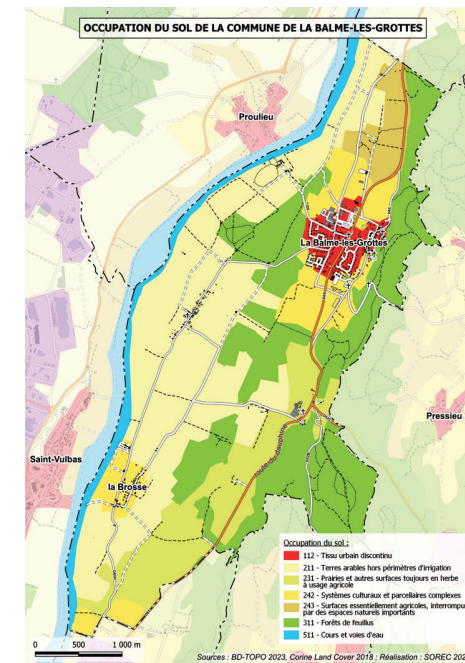 OCCUPATION DU SOL DE LA COMMUNE DE LA BALME-LES-GROTTES
Proulieu
La Balme-les-Grottes
Pressieu
Saint-Vulbas
la Brosse
Occupation du sol :
112 - Tissu urbain discontinu
211 - Terres arables hors périmètres d'irrigation
231 - Prairies et autres surfaces toujours en herbe
à usage agricole
242 - Systèmes culturaux et parcellaires complexes
243 - Surfaces essentiellement agricoles, interrompues
par des espaces naturels importants
311 - Forêts de feuillus
511 - Cours et voies d'eau
0 500 1 000 m
Sources : BD-TOPO 2023, Corine Land Cover 2018 ; Réalisation : SOREC